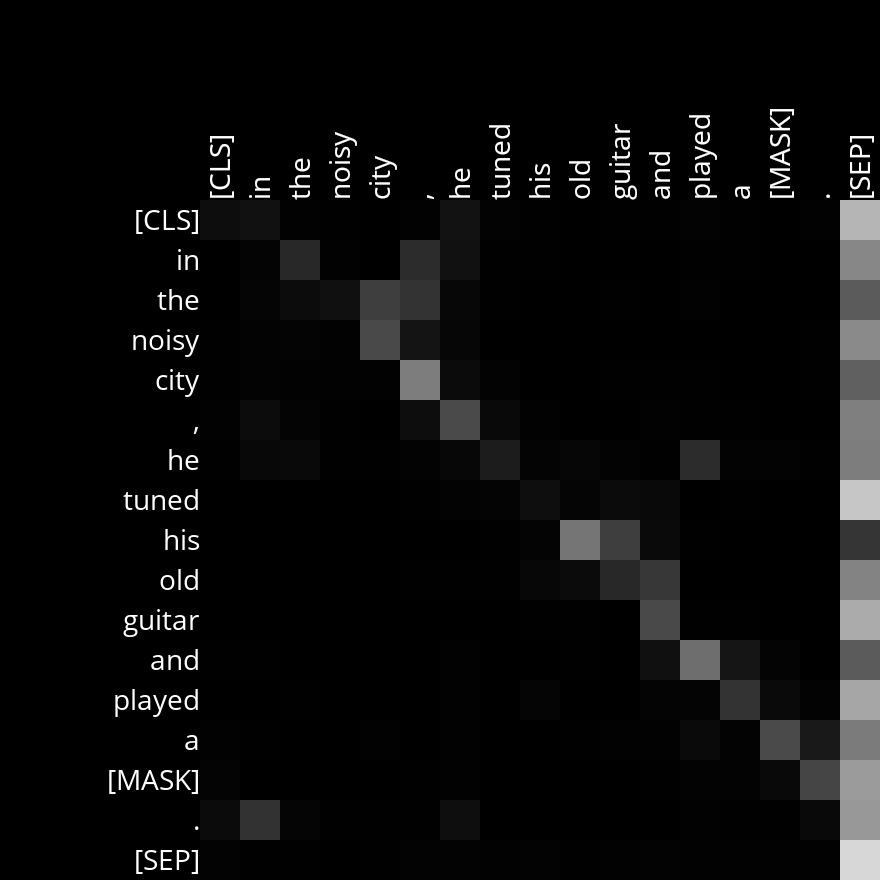 [CLS] in the noisy city , he tuned his old guitar and played a [MASK] . [SEP]
[CLS]
in
the
noisy
city
,
he
tuned
his
old
guitar
and
played
a
[MASK]
.
[SEP]